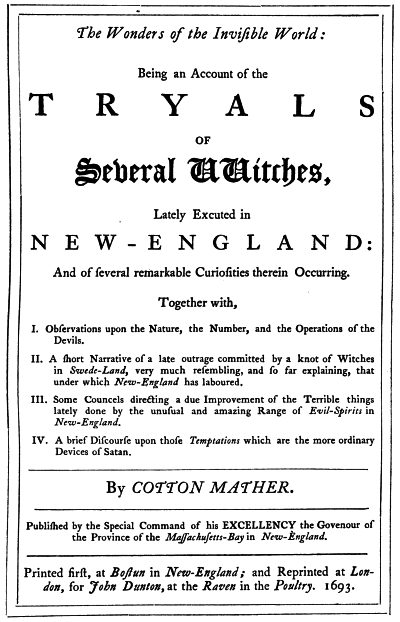 The Wonders of the Inviſible World:
Being an Account of the
TRYALS
OF
Several UUitches,
Lately Excuted in
NEW-ENGLAND:
And of ſeveral remarkable Curioſities therein Occurring.
Together with,
I. Obſervations upon the Nature, the Number, and the Operations of the
Devils.
II. A ſhort Narrative of a late outrage committed by a knot of Witches
in Swede-Land, very much reſembling, and ſo far explaining, that
under which New-England has laboured.
III. Some Councels directing a due Improvement of the Terrible things
lately done by the unuſual and amazing Range of Evil-Spirits in
New-England.
IV. A brief Diſcourſe upon thoſe Temptations which are the more ordinary
Devices of Satan.
By COTTON MATHER.
Publiſhed by the Special Command of his EXCELLENCY the Govenour of
the Province of the Maſſachuſetts-Bay in New-England.
Printed firſt, at Boſtun in New-England; and Reprinted at Lon-
don, for John Dunton, at the Raven in the Poultry. 1693.